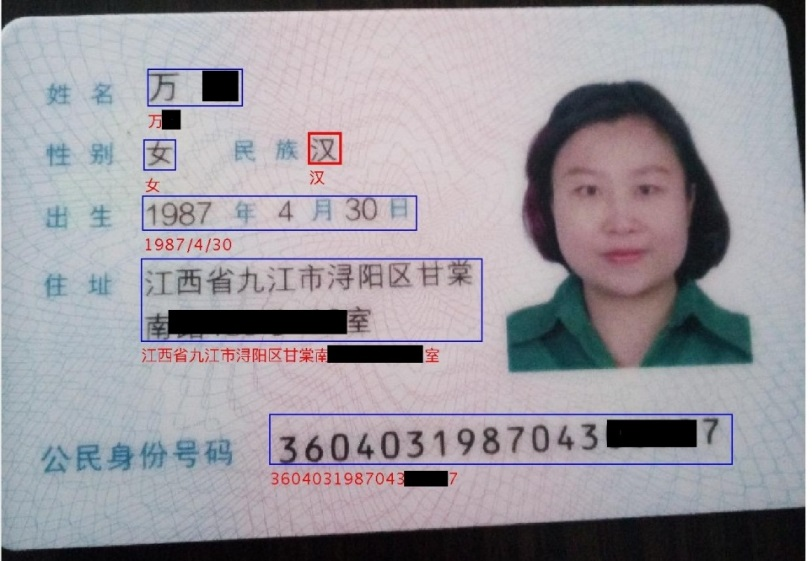 姓名 万
万
性别 女 民族 汉
女 汉
出生 1987 年 4 月 30 日
1987/4/30
住址 江西省九江市浔阳区甘棠
南 室
江西省九江市浔阳区甘棠南 室
公民身份号码 3604031987043 7
3604031987043 7